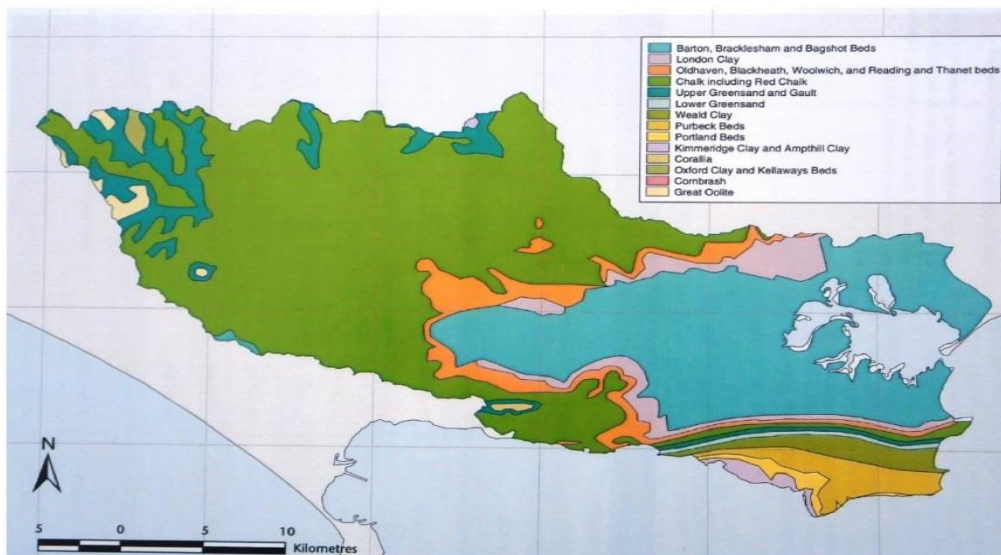 Barton, Bracklesham and Bagshot Beds
London Clay
Oldhaven, Blackheath, Woolwich, and Reading and Thanet beds
Chalk including Red Chalk
Upper Greensand and Gault
Lower Greensand
Weald Clay
Purbeck Beds
Portland Beds
Kimmeridge Clay and Ampthill Clay
Corallia
Oxford Clay and Kellaways Beds
Cornbrash
Great Oolite
N
5 0 5 10
Kilometres